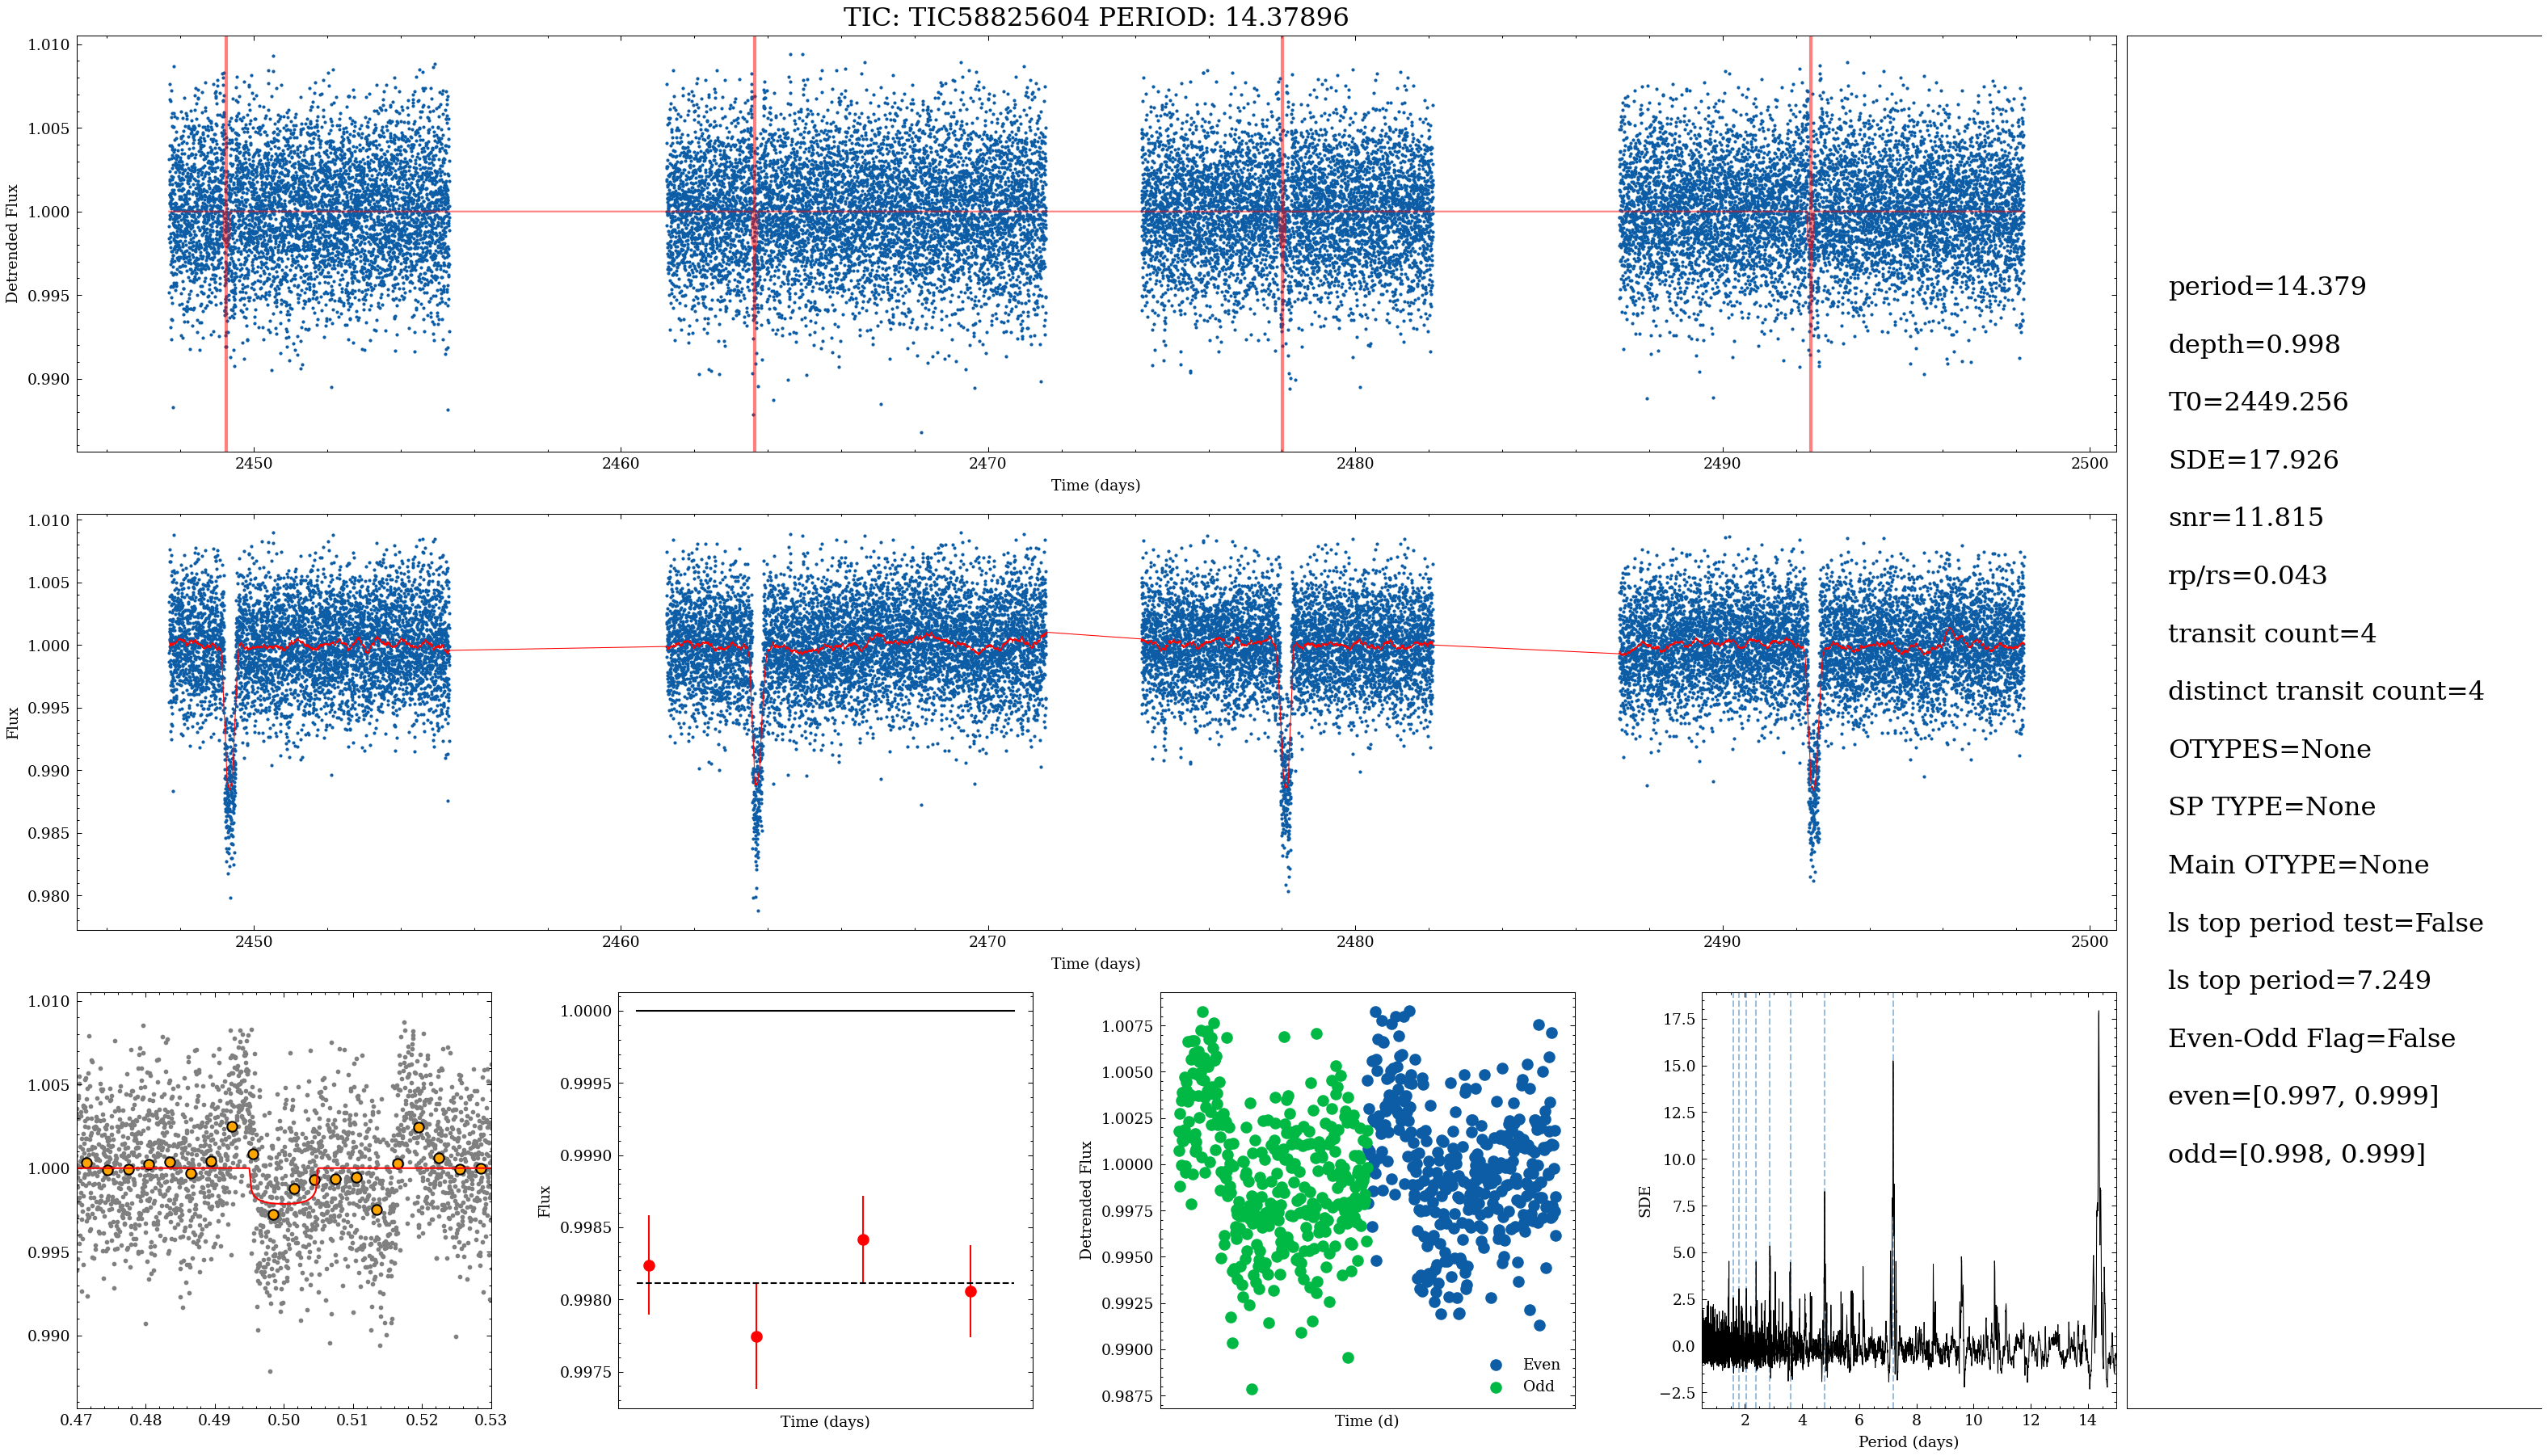 TIC: TIC58825604 PERIOD: 14.37896
1.010
1.005
1.000
0.995
0.990
Detrended Flux
2450 2460 2470 2480 2490 2500
Time (days)
1.010
1.005
1.000
0.995
0.990
0.985
0.980
Flux
2450 2460 2470 2480 2490 2500
Time (days)
1.010
1.005
1.000
0.995
0.990
0.47 0.48 0.49 0.50 0.51 0.52 0.53
1.0000
0.9995
0.9990
0.9985
0.9980
0.9975
Flux
Time (days)
1.0075
1.0050
1.0025
1.0000
0.9975
0.9950
0.9925
0.9900
0.9875
Detrended Flux
Even
Odd
Time (d)
17.5
15.0
12.5
10.0
7.5
5.0
2.5
0.0
−2.5
SDE
2 4 6 8 10 12 14
Period (days)
period=14.379
depth=0.998
T0=2449.256
SDE=17.926
snr=11.815
rp/rs=0.043
transit count=4
distinct transit count=4
OTYPES=None
SP TYPE=None
Main OTYPE=None
ls top period test=False
ls top period=7.249
Even-Odd Flag=False
even=[0.997, 0.999]
odd=[0.998, 0.999]